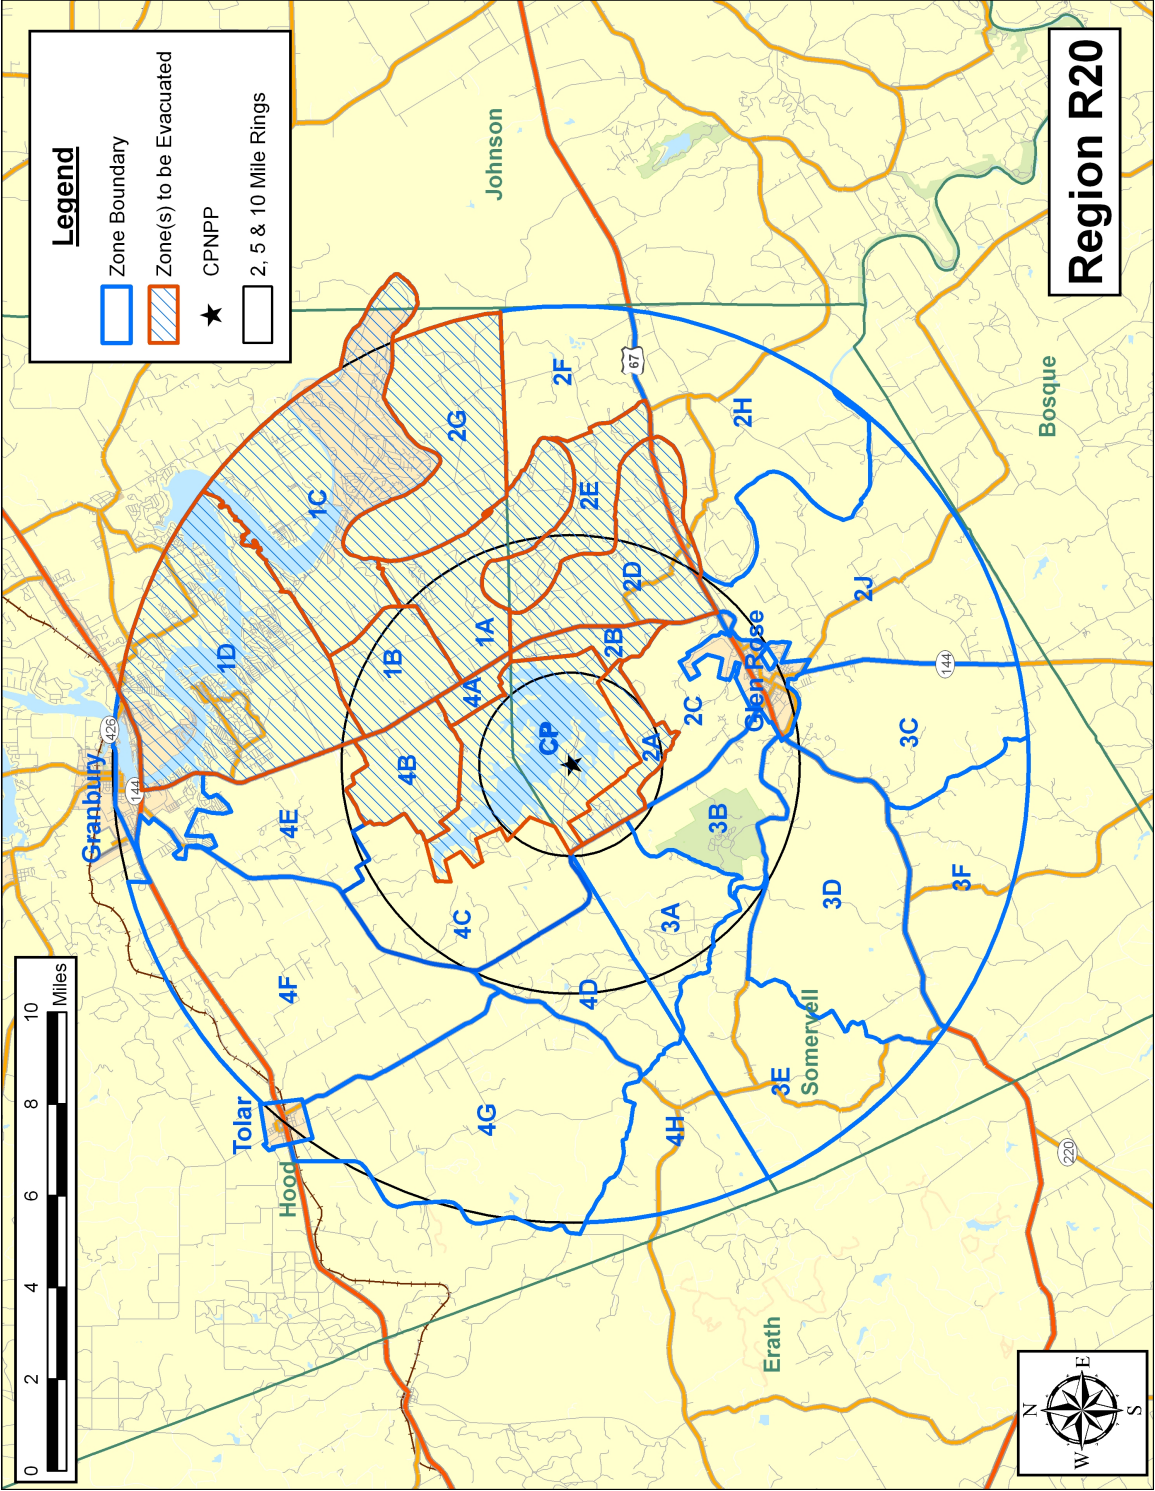 Legend
Zone Boundary
Zone(s) to be Evacuated
CPNPP
2, 5 & 10 Mile Rings
Region R20
0 2 4 6 8 10
Miles
N
W E
S
Granbury
Tolar
Glen Rose
Hood
Somervell
Erath
Bosque
Johnson
426
144
67
144
220
CP
1A
1B
1C
1D
2A
2B
2C
2D
2E
2F
2G
2H
2J
3A
3B
3C
3D
3E
3F
4A
4B
4C
4D
4E
4F
4G
4H